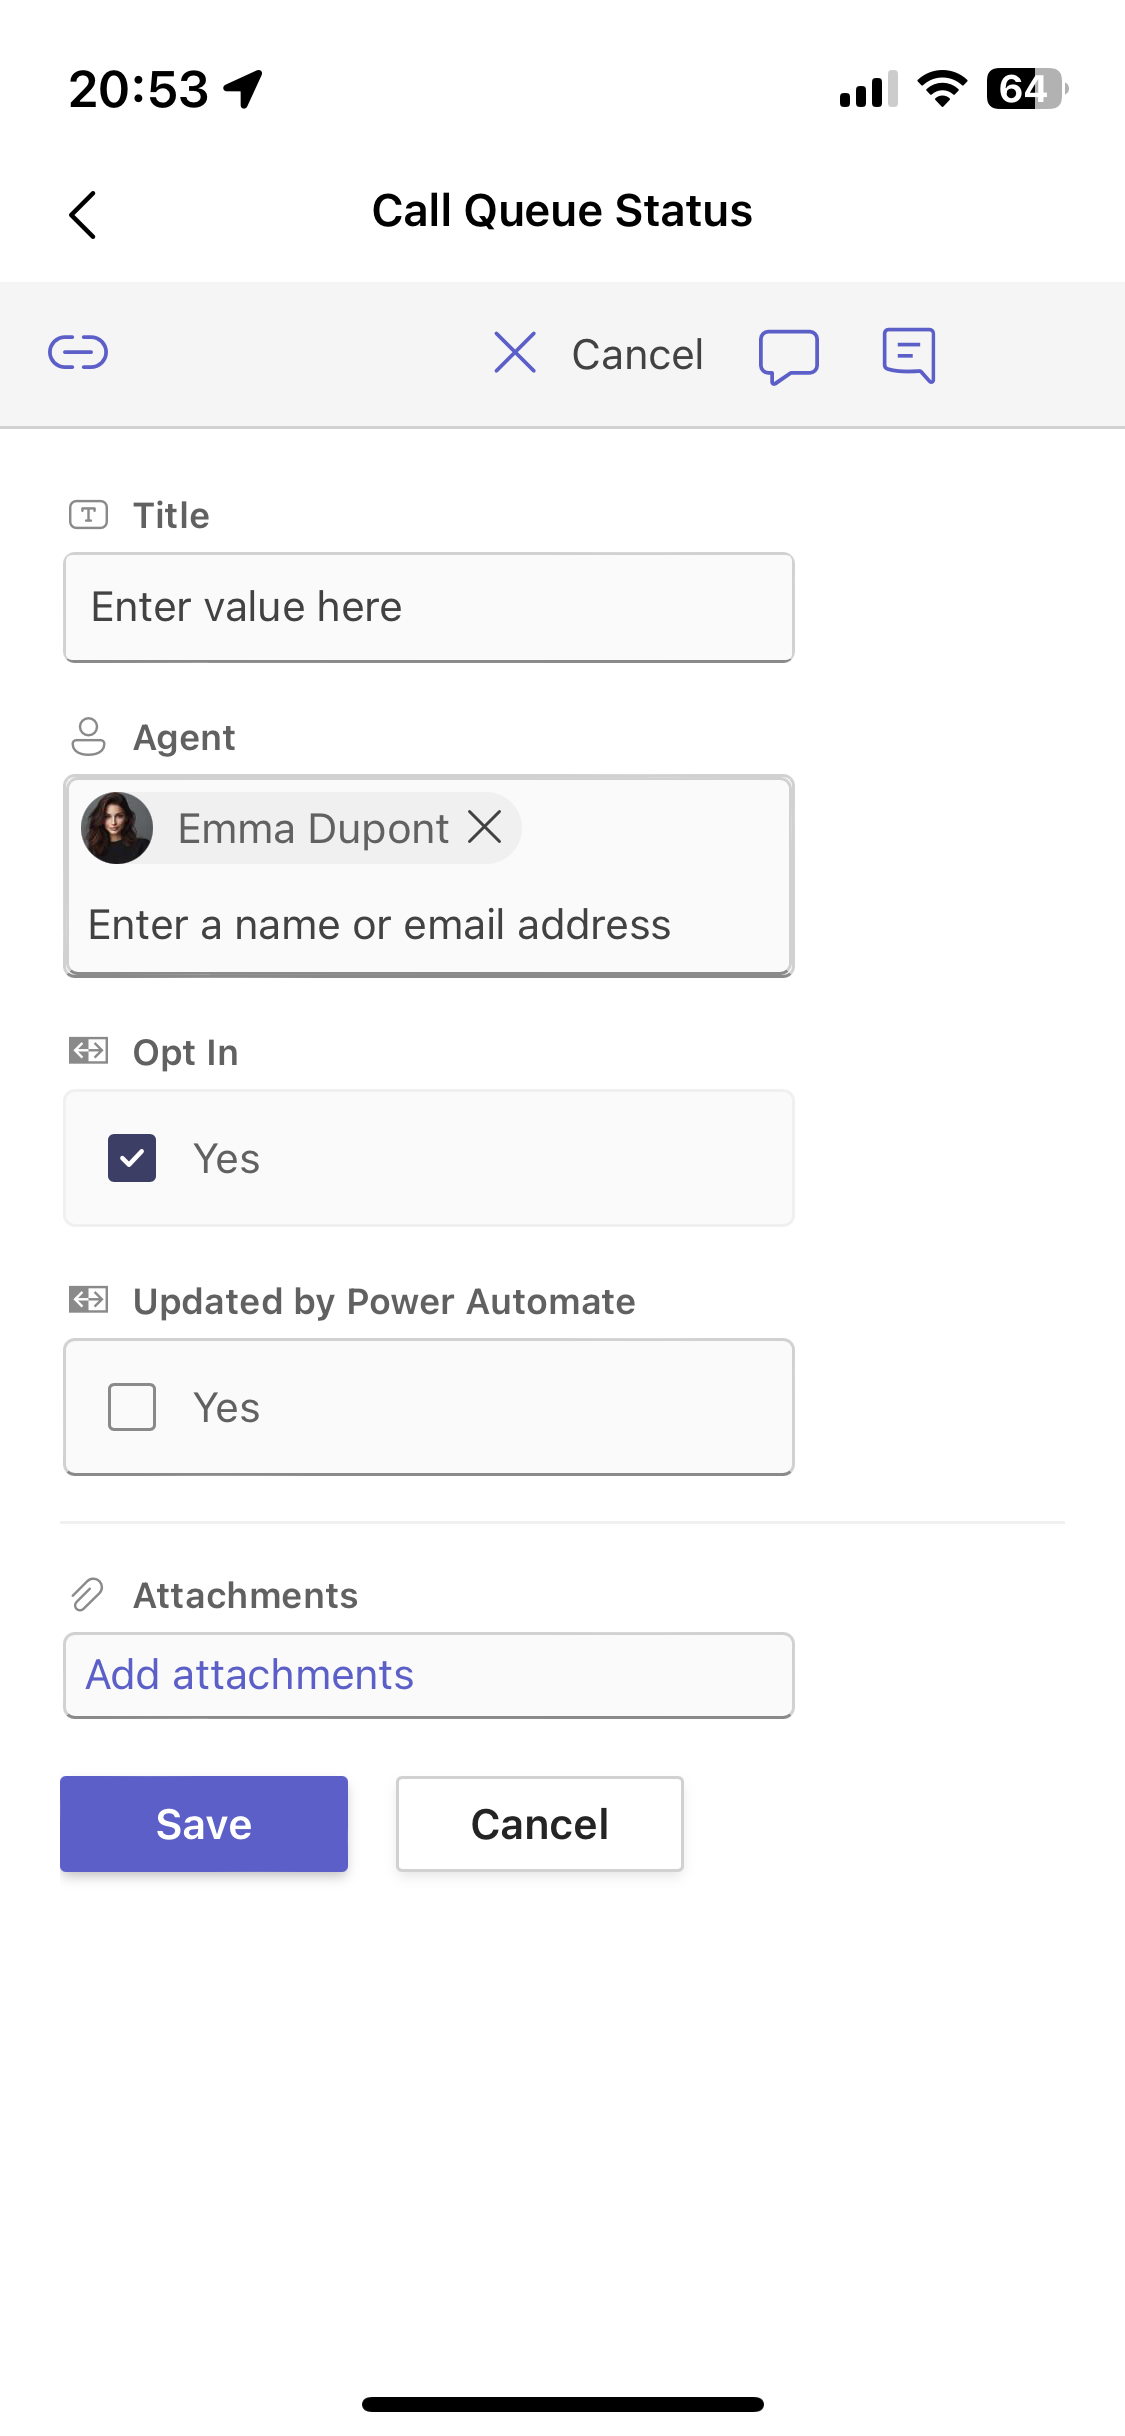 20:53
64
Call Queue Status
Cancel
Title
Enter value here
Agent
Emma Dupont
Enter a name or email address
Opt In
Yes
Updated by Power Automate
Yes
Attachments
Add attachments
Save Cancel